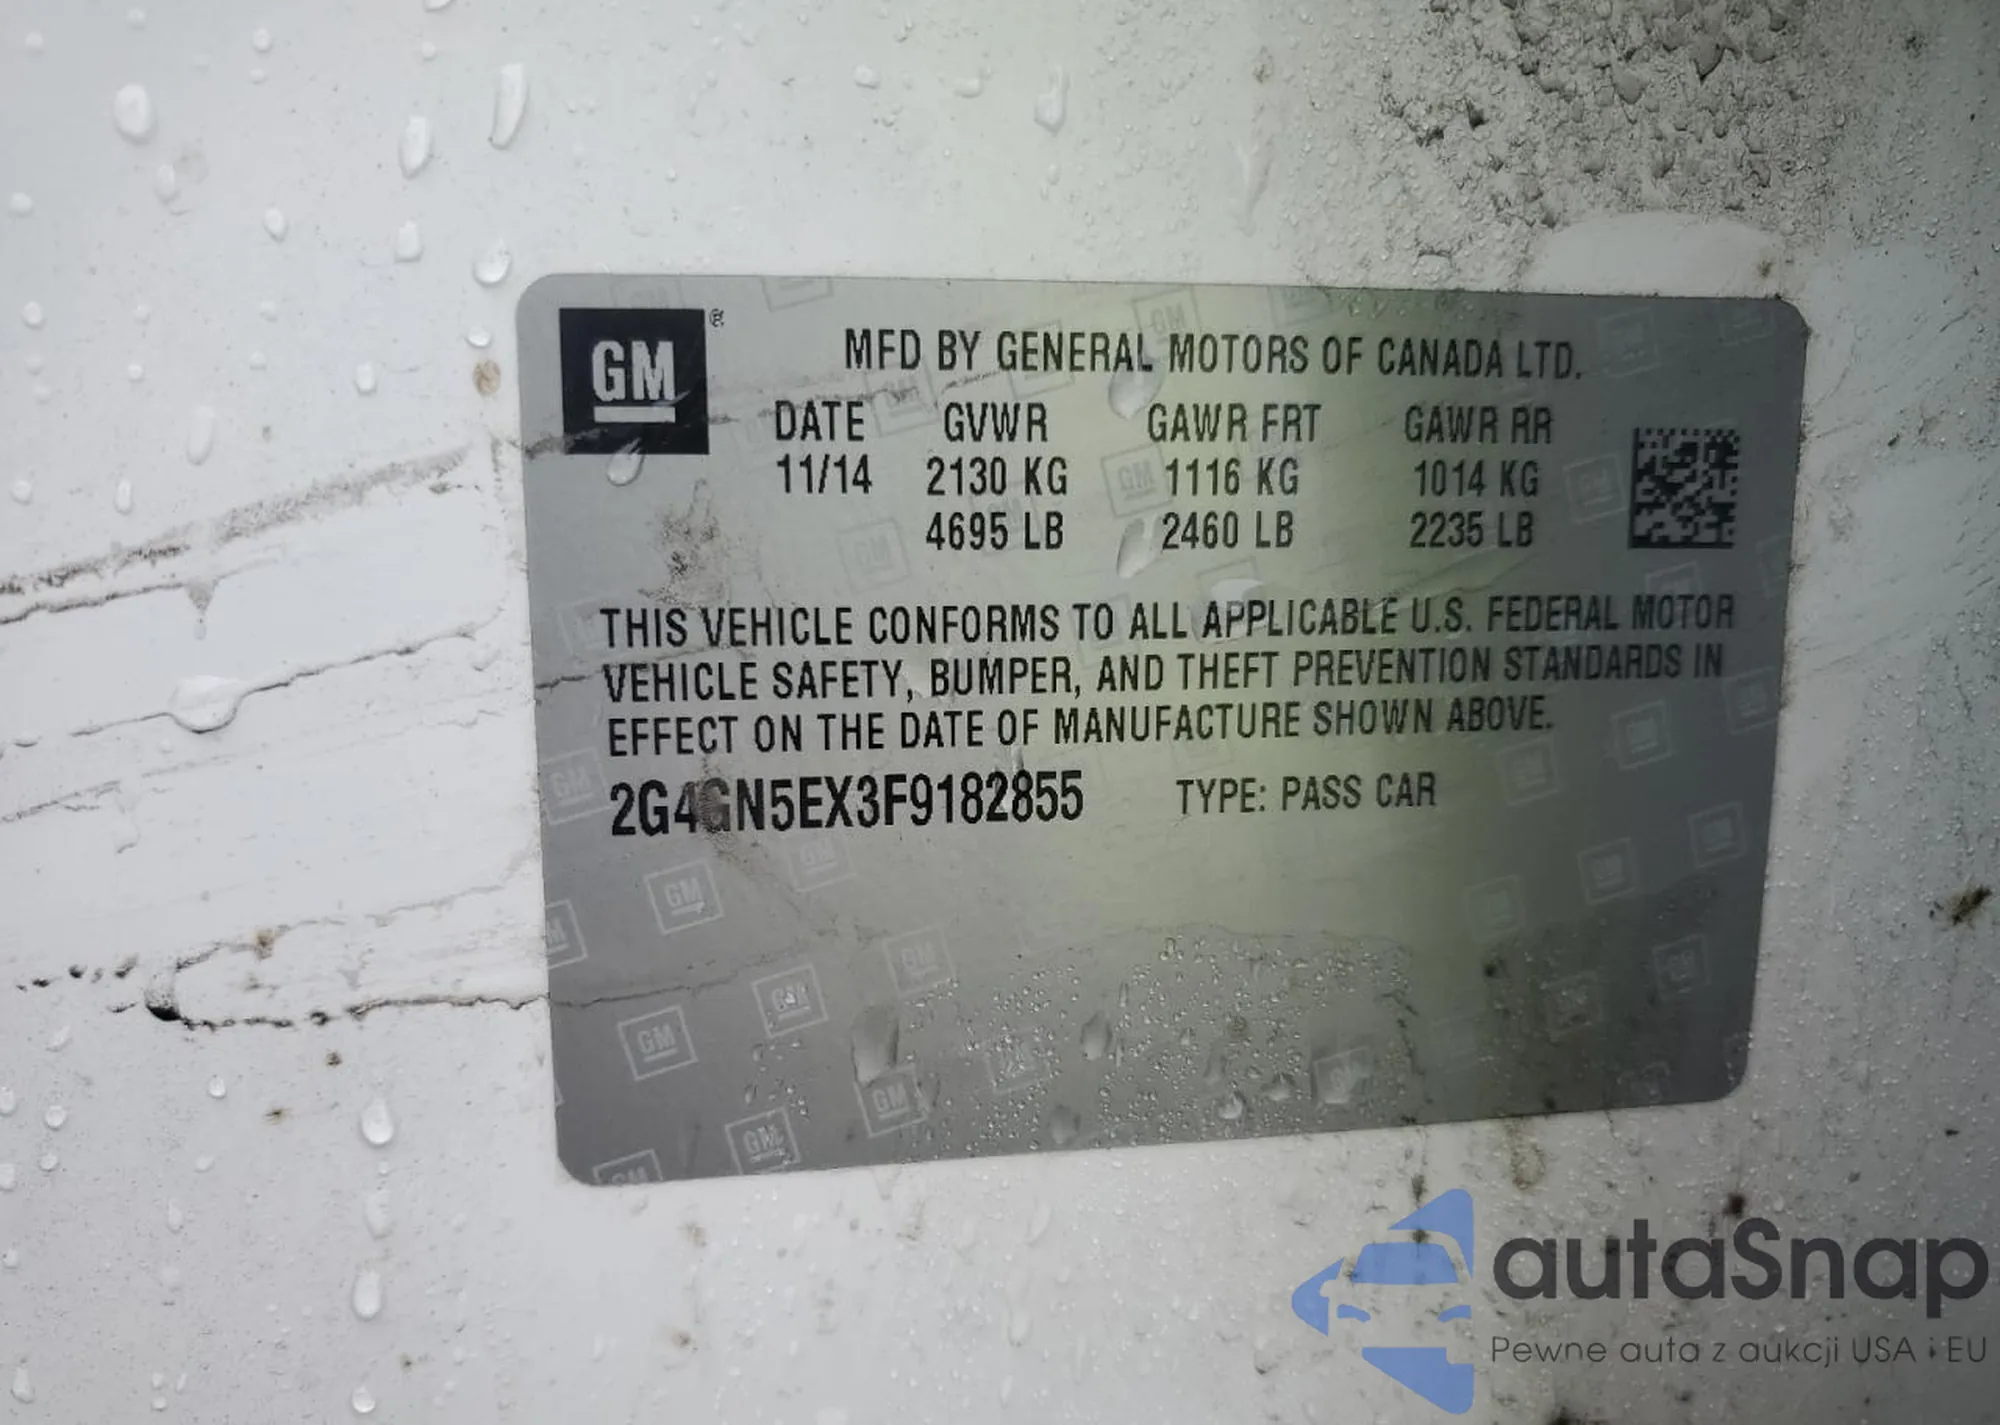 GM
MFD BY GENERAL MOTORS OF CANADA LTD.
DATE GVWR GAWR FRT GAWR RR
11/14 2130 KG 1116 KG 1014 KG
4695 LB 2460 LB 2235 LB
THIS VEHICLE CONFORMS TO ALL APPLICABLE U.S. FEDERAL MOTOR
VEHICLE SAFETY, BUMPER, AND THEFT PREVENTION STANDARDS IN
EFFECT ON THE DATE OF MANUFACTURE SHOWN ABOVE.
2G4GN5EX3F9182855 TYPE: PASS CAR
autaSnap
Pewne auta z aukcji USA i EU